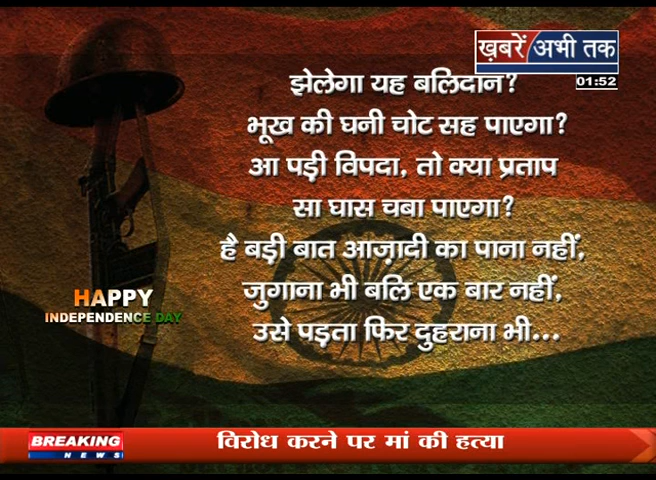 ख़बरें अभी तक
01:52
झेलेगा यह बलिदान?
भूख की घनी चोट सह पाएगा?
आ पड़ी विपदा, तो क्या प्रताप
सा घास चबा पाएगा?
है बड़ी बात आज़ादी का पाना नहीं,
जुगाना भी बलि एक बार नहीं,
उसे पड़ता फिर दुहराना भी...
HAPPY
INDEPENDENCE DAY
BREAKING
NEWS
विरोध करने पर मां की हत्या